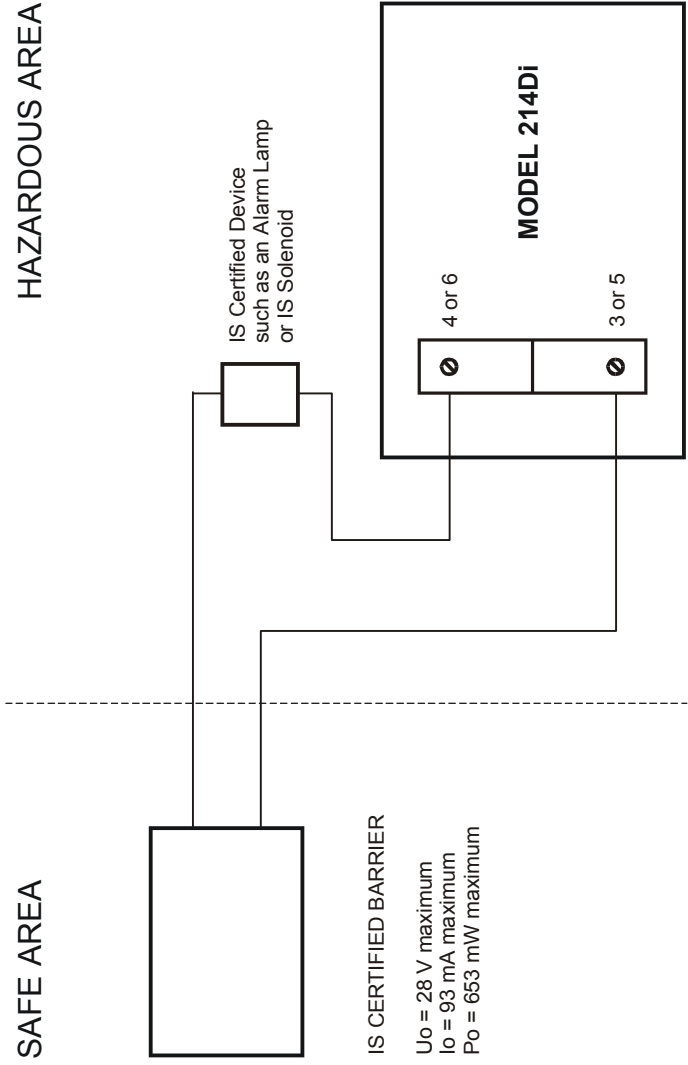 SAFE AREA
HAZARDOUS AREA
IS Certified Device
such as an Alarm Lamp
or IS Solenoid
IS CERTIFIED BARRIER
Uo = 28 V maximum
Io = 93 mA maximum
Po = 653 mW maximum
4 or 6
3 or 5
MODEL 214Di